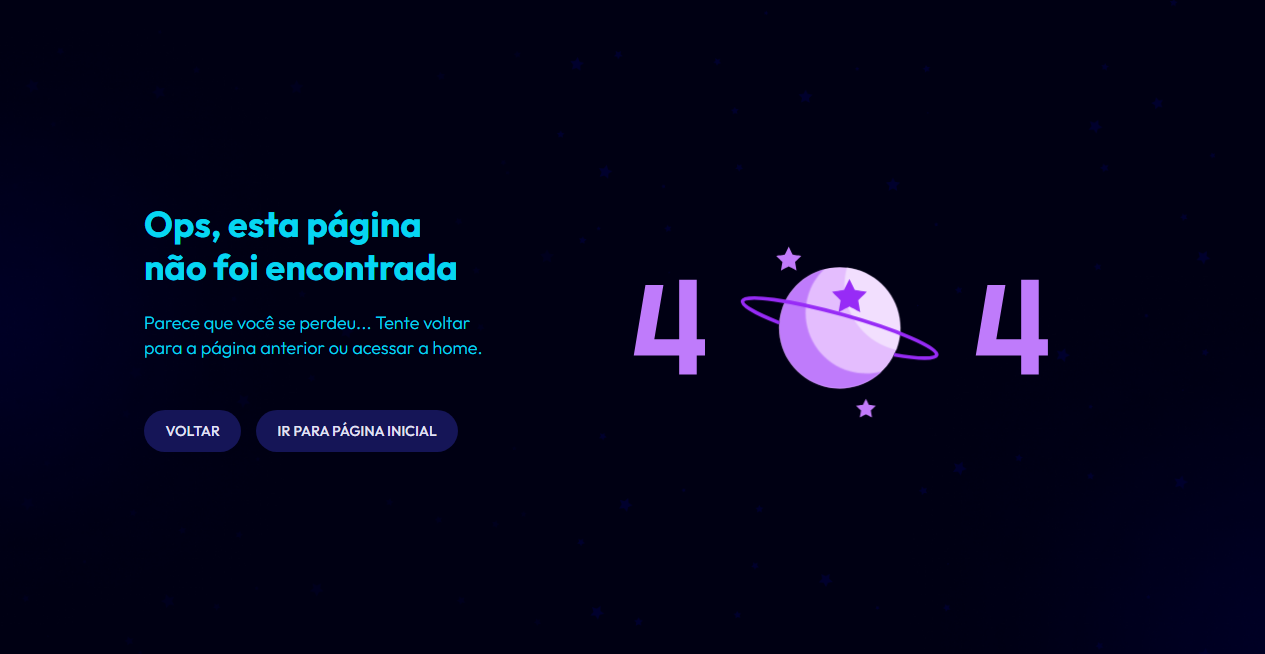 Ops, esta página
não foi encontrada
Parece que você se perdeu... Tente voltar
para a página anterior ou acessar a home.
VOLTAR
IR PARA PÁGINA INICIAL
4 4